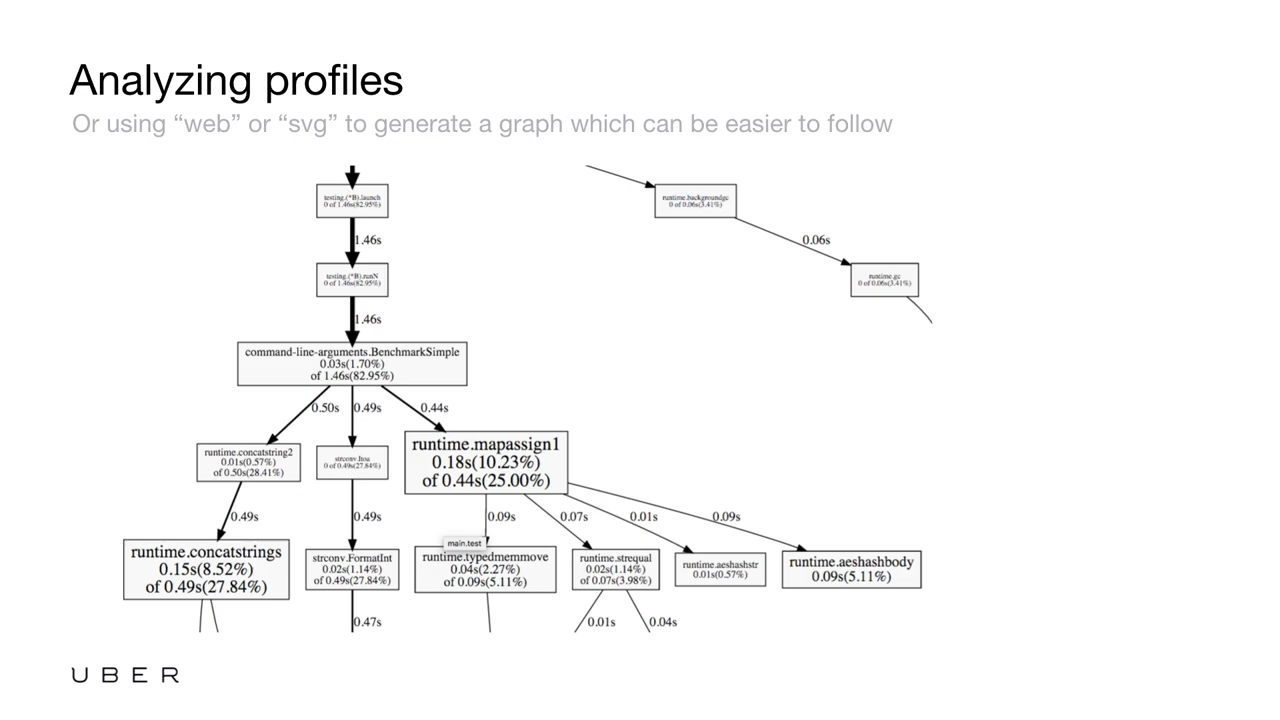 Analyzing profiles
Or using “web” or “svg” to generate a graph which can be easier to follow
testing.(*B).launch
0 of 1.46s(82.95%)
runtime.backgroundgc
0 of 0.06s(3.41%)
1.46s
0.06s
testing.(*B).runN
0 of 1.46s(82.95%)
runtime.gc
0 of 0.06s(3.41%)
1.46s
command-line-arguments.BenchmarkSimple
0.03s(1.70%)
of 1.46s(82.95%)
0.50s
0.49s
0.44s
runtime.concatstring2
0.01s(0.57%)
of 0.50s(28.41%)
strconv.Itoa
0 of 0.49s(27.84%)
runtime.mapassign1
0.18s(10.23%)
of 0.44s(25.00%)
0.49s
0.49s
0.09s
0.07s
0.01s
0.09s
runtime.concatstrings
0.15s(8.52%)
of 0.49s(27.84%)
strconv.FormatInt
0.02s(1.14%)
of 0.49s(27.84%)
main.test
runtime.typedmemmove
0.04s(2.27%)
of 0.09s(5.11%)
runtime.strequal
0.02s(1.14%)
of 0.07s(3.98%)
runtime.aeshashstr
0.01s(0.57%)
runtime.aeshashbody
0.09s(5.11%)
0.47s
0.01s
0.04s
UBER